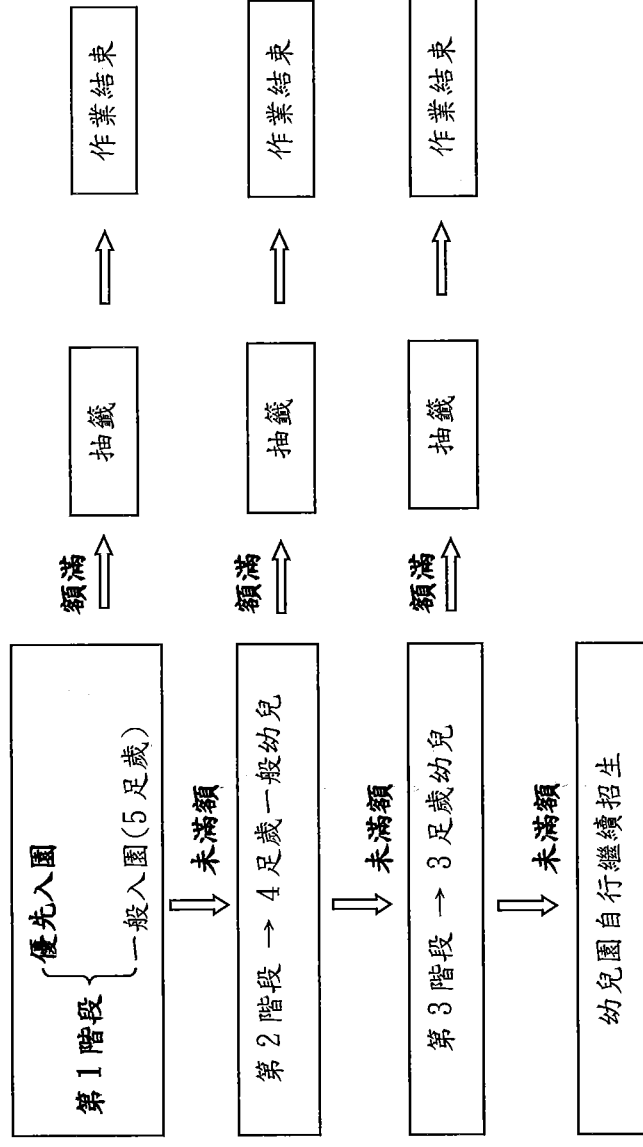 優先入園
第 1 階段
一般入園(5 足歲)
額滿
抽籤
作業結束
未滿額
第 2 階段 → 4 足歲一般幼兒
額滿
抽籤
作業結束
未滿額
第 3 階段 → 3 足歲幼兒
額滿
抽籤
作業結束
未滿額
幼兒園自行繼續招生